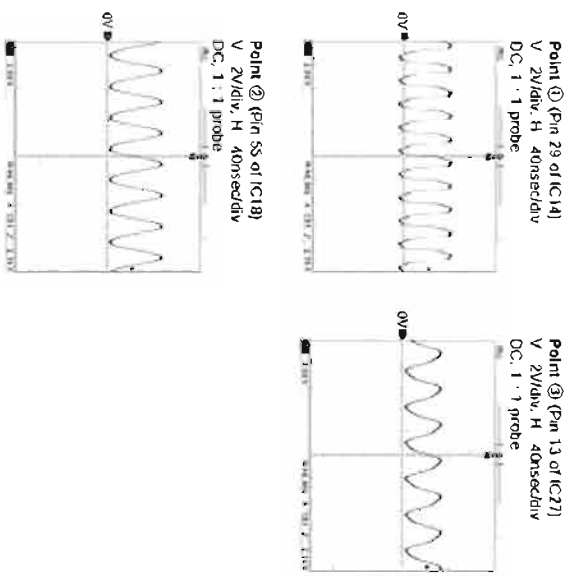 Point ① (Pin 29 of IC14)
V 2V/div, H 40nsec/div
DC, 1 : 1 probe
0V
Point ② (Pin 55 of IC18)
V 2V/div, H 40nsec/div
DC, 1 : 1 probe
0V
Point ③ (Pin 13 of IC27)
V 2V/div, H 40nsec/div
DC, 1 : 1 probe
0V